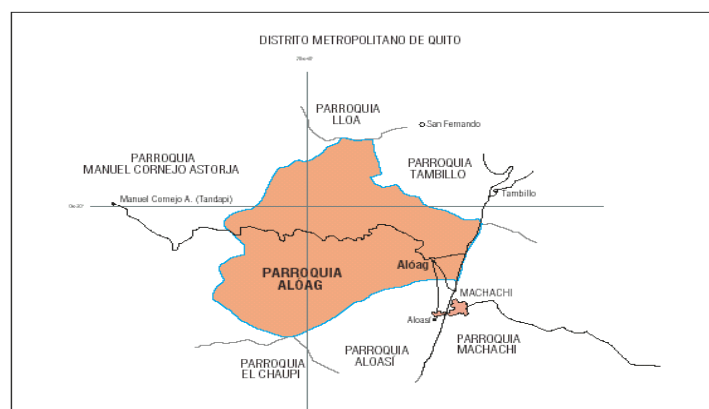 DISTRITO METROPOLITANO DE QUITO
PARROQUIA
LLOA
San Fernando
PARROQUIA
MANUEL CORNEJO ASTORJA
PARROQUIA
TAMBILLO
Manuel Cornejo A. (Tandapi)
Tambillo
PARROQUIA
ALOAG
Alóag
MACHACHI
Aloasí
PARROQUIA
MACHACHI
PARROQUIA
ALOASÍ
PARROQUIA
EL CHAUPI